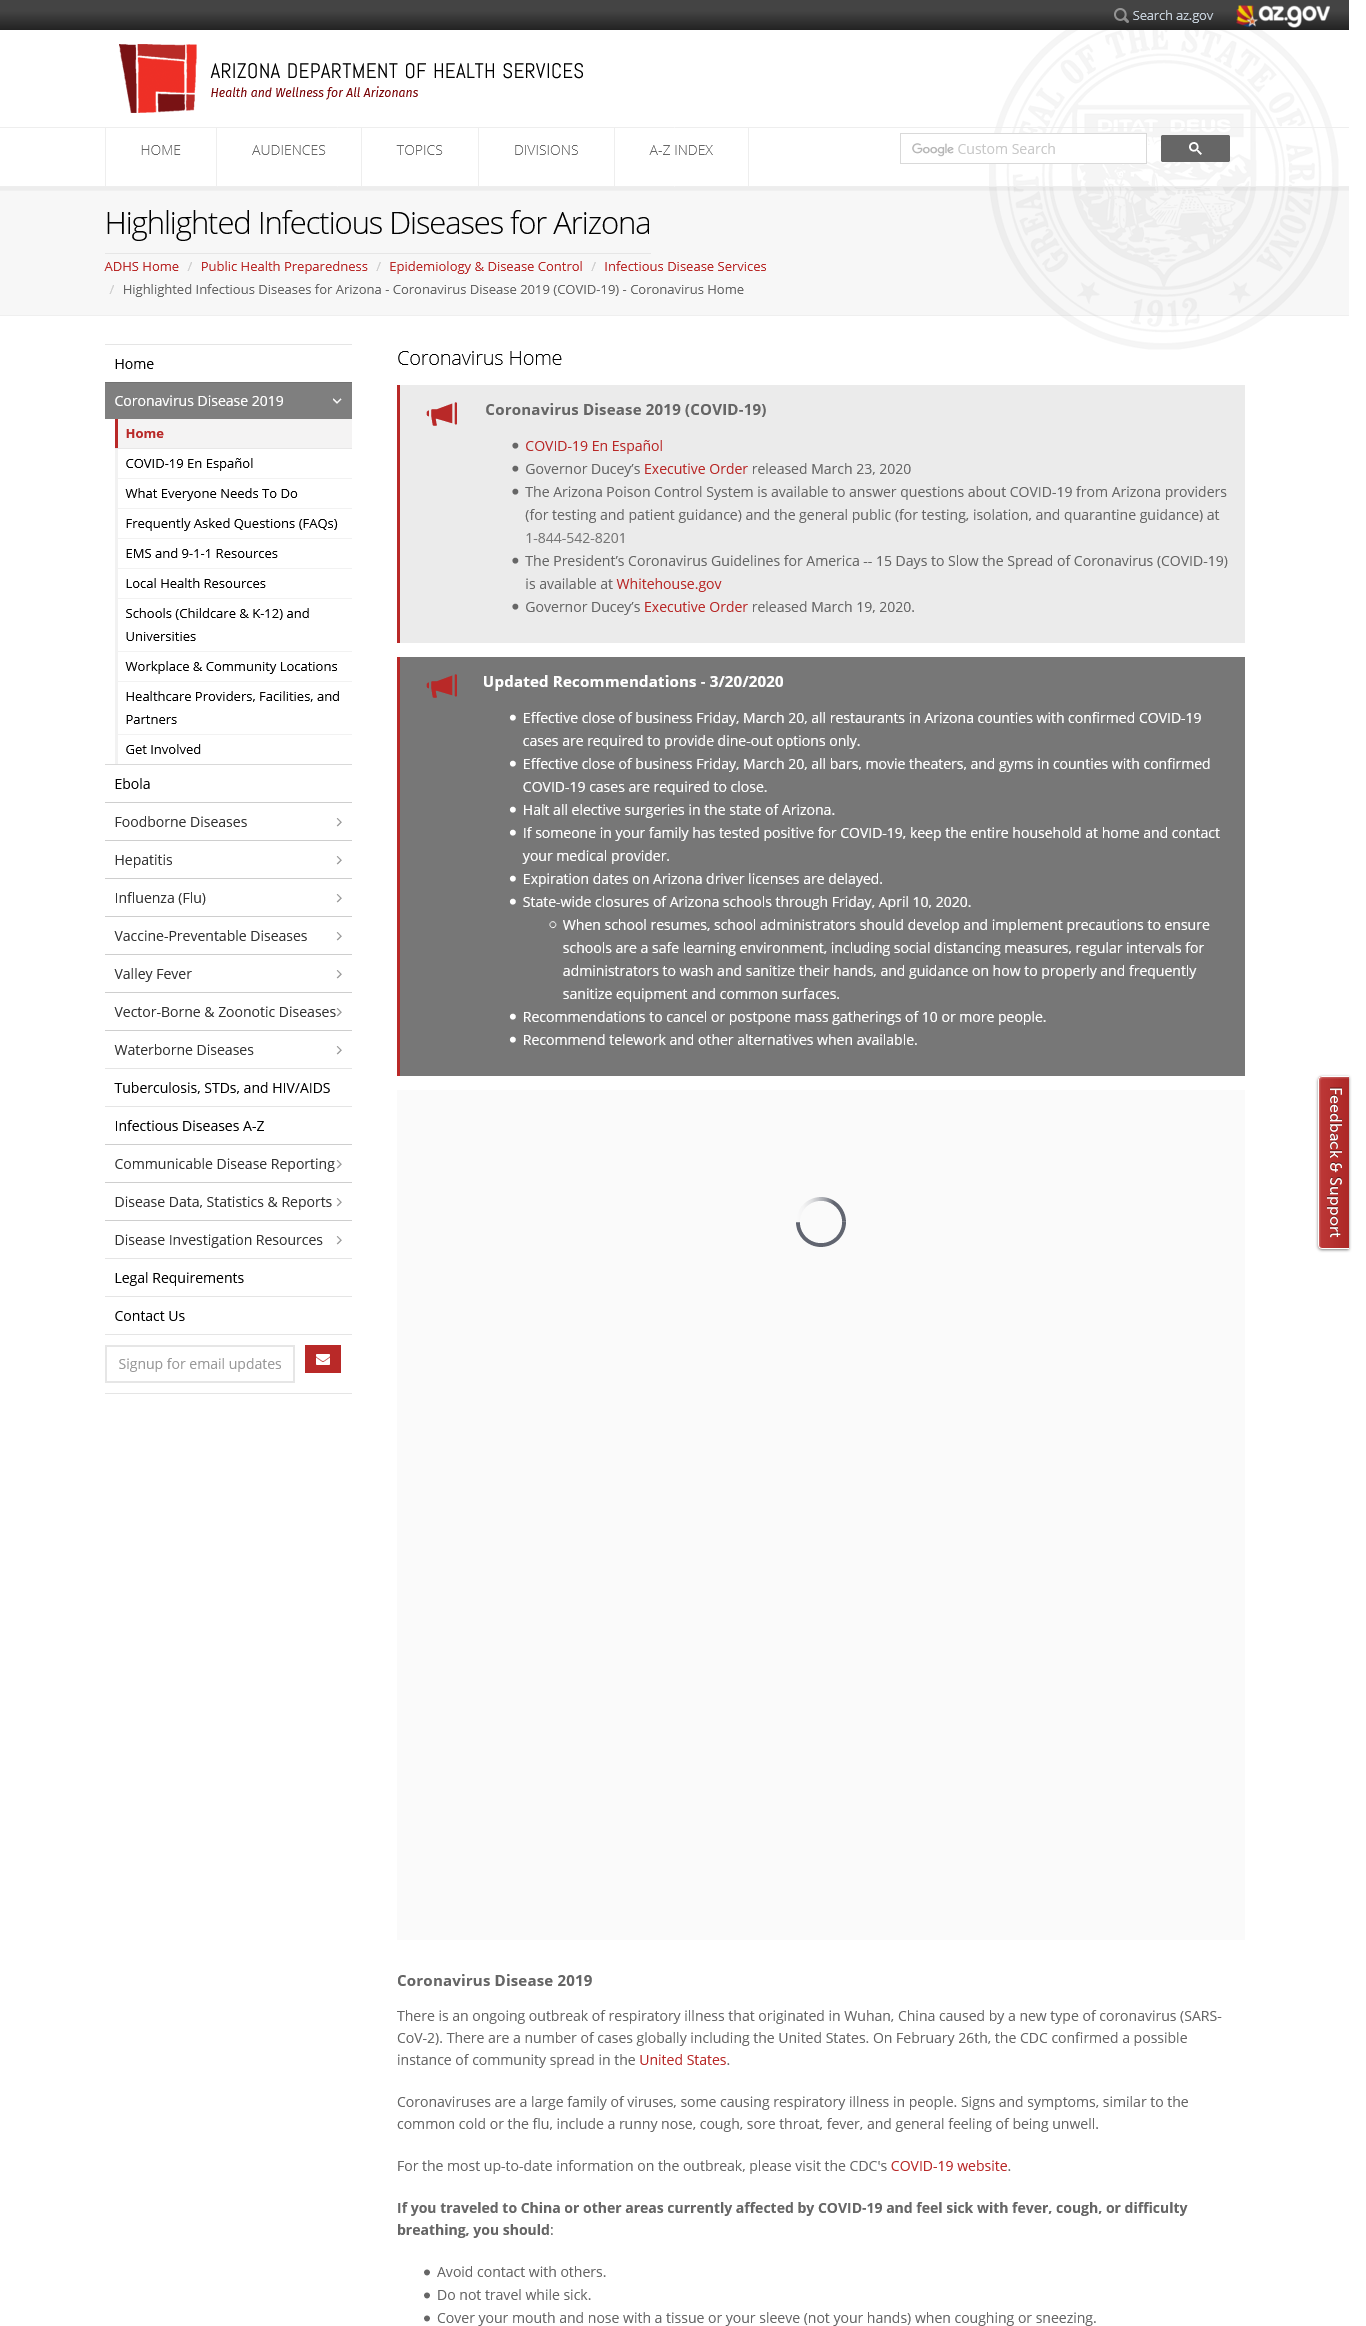 Search az.gov
az.gov
ARIZONA DEPARTMENT OF HEALTH SERVICES
Health and Wellness for All Arizonans
HOME
AUDIENCES
TOPICS
DIVISIONS
A-Z INDEX
Google Custom Search
GREAT SEAL OF THE STATE OF ARIZONA
DITAT DEUS
1912
Highlighted Infectious Diseases for Arizona
ADHS Home / Public Health Preparedness / Epidemiology & Disease Control / Infectious Disease Services
/ Highlighted Infectious Diseases for Arizona - Coronavirus Disease 2019 (COVID-19) - Coronavirus Home
Home
Coronavirus Disease 2019
Home
COVID-19 En Español
What Everyone Needs To Do
Frequently Asked Questions (FAQs)
EMS and 9-1-1 Resources
Local Health Resources
Schools (Childcare & K-12) and
Universities
Workplace & Community Locations
Healthcare Providers, Facilities, and
Partners
Get Involved
Ebola
Foodborne Diseases
Hepatitis
Influenza (Flu)
Vaccine-Preventable Diseases
Valley Fever
Vector-Borne & Zoonotic Diseases
Waterborne Diseases
Tuberculosis, STDs, and HIV/AIDS
Infectious Diseases A-Z
Communicable Disease Reporting
Disease Data, Statistics & Reports
Disease Investigation Resources
Legal Requirements
Contact Us
Signup for email updates
Coronavirus Home
Coronavirus Disease 2019 (COVID-19)
COVID-19 En Español
Governor Ducey's Executive Order released March 23, 2020
The Arizona Poison Control System is available to answer questions about COVID-19 from Arizona providers
(for testing and patient guidance) and the general public (for testing, isolation, and quarantine guidance) at
1-844-542-8201
The President's Coronavirus Guidelines for America -- 15 Days to Slow the Spread of Coronavirus (COVID-19)
is available at Whitehouse.gov
Governor Ducey's Executive Order released March 19, 2020.
Updated Recommendations - 3/20/2020
Effective close of business Friday, March 20, all restaurants in Arizona counties with confirmed COVID-19
cases are required to provide dine-out options only.
Effective close of business Friday, March 20, all bars, movie theaters, and gyms in counties with confirmed
COVID-19 cases are required to close.
Halt all elective surgeries in the state of Arizona.
If someone in your family has tested positive for COVID-19, keep the entire household at home and contact
your medical provider.
Expiration dates on Arizona driver licenses are delayed.
State-wide closures of Arizona schools through Friday, April 10, 2020.
When school resumes, school administrators should develop and implement precautions to ensure
schools are a safe learning environment, including social distancing measures, regular intervals for
administrators to wash and sanitize their hands, and guidance on how to properly and frequently
sanitize equipment and common surfaces.
Recommendations to cancel or postpone mass gatherings of 10 or more people.
Recommend telework and other alternatives when available.
Feedback & Support
Coronavirus Disease 2019
There is an ongoing outbreak of respiratory illness that originated in Wuhan, China caused by a new type of coronavirus (SARS-
CoV-2). There are a number of cases globally including the United States. On February 26th, the CDC confirmed a possible
instance of community spread in the United States.
Coronaviruses are a large family of viruses, some causing respiratory illness in people. Signs and symptoms, similar to the
common cold or the flu, include a runny nose, cough, sore throat, fever, and general feeling of being unwell.
For the most up-to-date information on the outbreak, please visit the CDC's COVID-19 website.
If you traveled to China or other areas currently affected by COVID-19 and feel sick with fever, cough, or difficulty
breathing, you should:
Avoid contact with others.
Do not travel while sick.
Cover your mouth and nose with a tissue or your sleeve (not your hands) when coughing or sneezing.